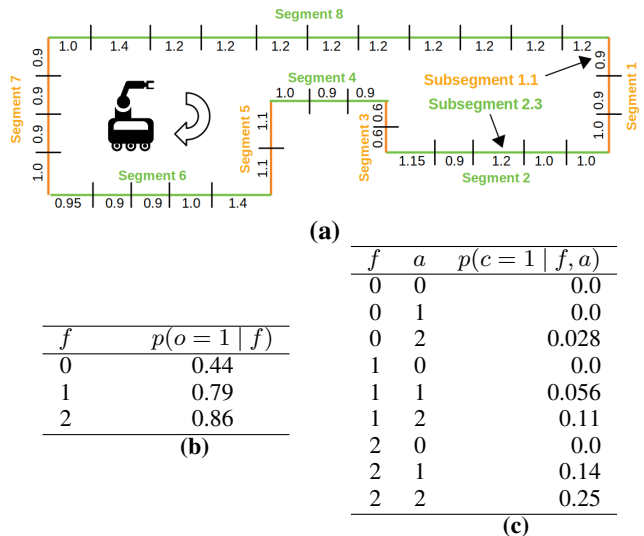 Segment 8
1.0 1.4 1.2 1.2 1.2 1.2 1.2 1.2 1.2
Segment 7
0.9
0.9
0.9
1.0
Segment 4
1.0 0.9 0.9
Segment 5
1.1
1.1
Segment 3
0.6
0.6
Subsegment 1.1
Subsegment 2.3
Segment 1
0.9
0.9
1.0
1.15 0.9 1.2 1.0 1.0
Segment 2
Segment 6
0.95 0.9 0.9 1.0 1.4
(a)
f p(o = 1 | f)
0 0.44
1 0.79
2 0.86
(b)
f a p(c = 1 | f, a)
0 0 0.0
0 1 0.0
0 2 0.028
1 0 0.0
1 1 0.056
1 2 0.11
2 0 0.0
2 1 0.14
2 2 0.25
(c)